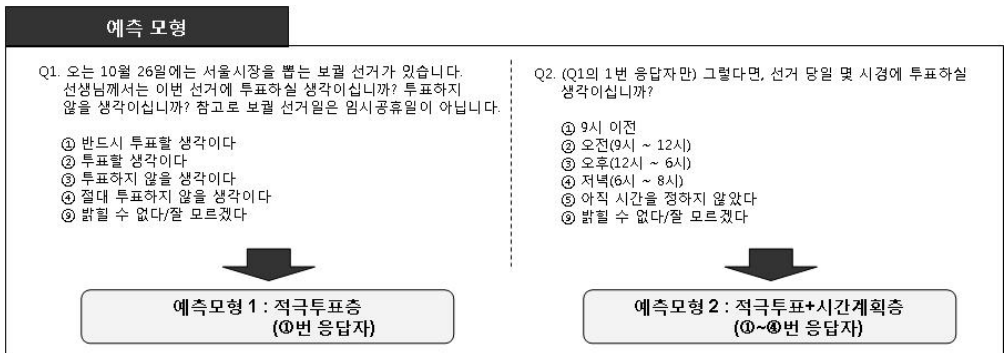 예측 모형
Q1. 오는 10월 26일에는 서울시장을 뽑는 보궐 선거가 있습니다.
선생님께서는 이번 선거에 투표하실 생각이십니까? 투표하지
않을 생각이십니까? 참고로 보궐 선거일은 임시공휴일이 아닙니다.
① 반드시 투표할 생각이다
② 투표할 생각이다
③ 투표하지 않을 생각이다
④ 절대 투표하지 않을 생각이다
⑨ 밝힐 수 없다/잘 모르겠다
예측모형 1 : 적극투표층
(①번 응답자)
Q2. (Q1의 1번 응답자만) 그렇다면, 선거 당일 몇 시경에 투표하실
생각이십니까?
① 9시 이전
② 오전(9시 ~ 12시)
③ 오후(12시 ~ 6시)
④ 저녁(6시 ~ 8시)
⑤ 아직 시간을 정하지 않았다
⑨ 밝힐 수 없다/잘 모르겠다
예측모형 2 : 적극투표+시간계획층
(①~④번 응답자)